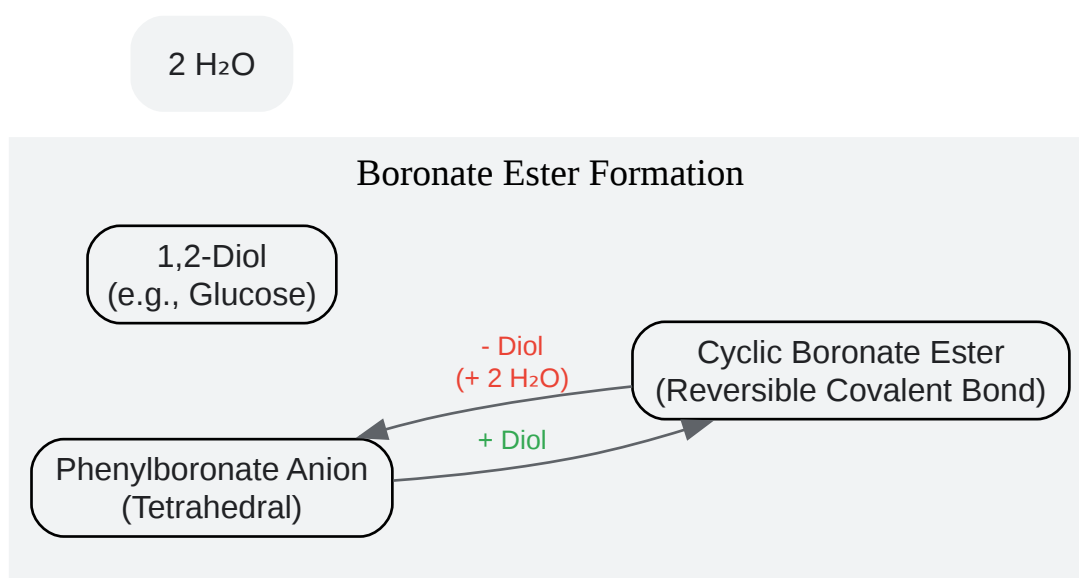 2 H₂O
Boronate Ester Formation
1,2-Diol
(e.g., Glucose)
- Diol
(+ 2 H₂O)
Cyclic Boronate Ester
(Reversible Covalent Bond)
+ Diol
Phenylboronate Anion
(Tetrahedral)